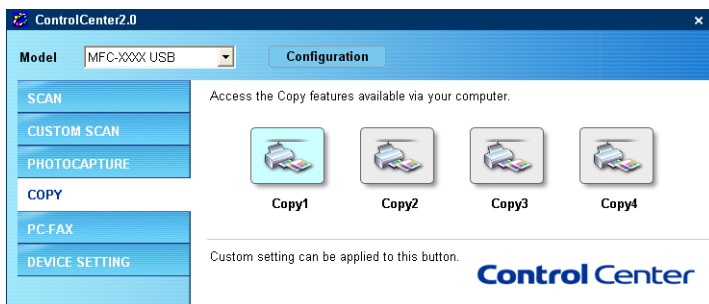 ControlCenter2.0
Model MFC-XXXX USB Configuration
SCAN
CUSTOM SCAN
PHOTOCAPTURE
COPY
PC-FAX
DEVICE SETTING
Access the Copy features available via your computer.
Copy1 Copy2 Copy3 Copy4
Custom setting can be applied to this button.
Control Center